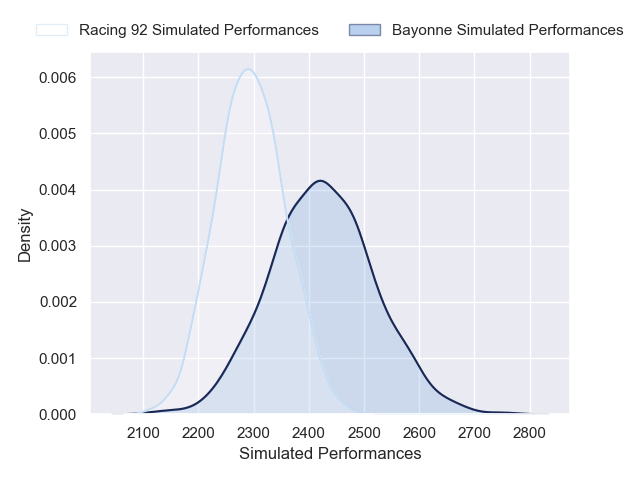 Racing 92 Simulated Performances Bayonne Simulated Performances
0.006
0.005
0.004
0.003
0.002
0.001
0.000
Density
2100 2200 2300 2400 2500 2600 2700 2800
Simulated Performances